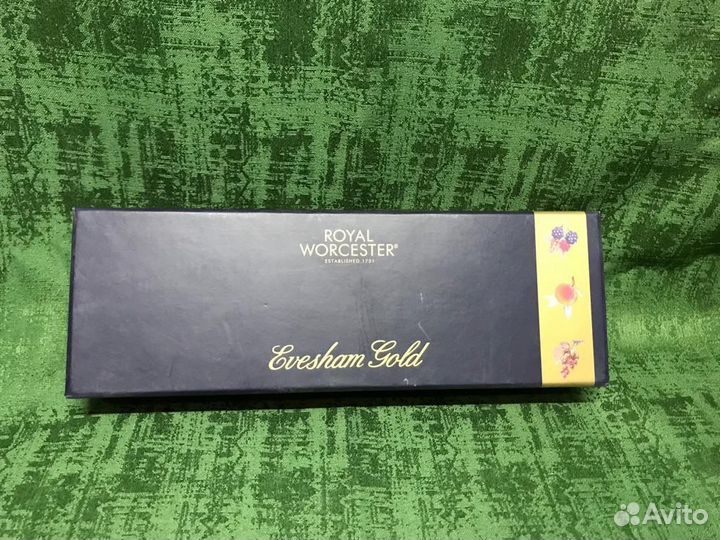 ROYAL
WORCESTER®
ESTABLISHED 1751
Evesham Gold
Avito